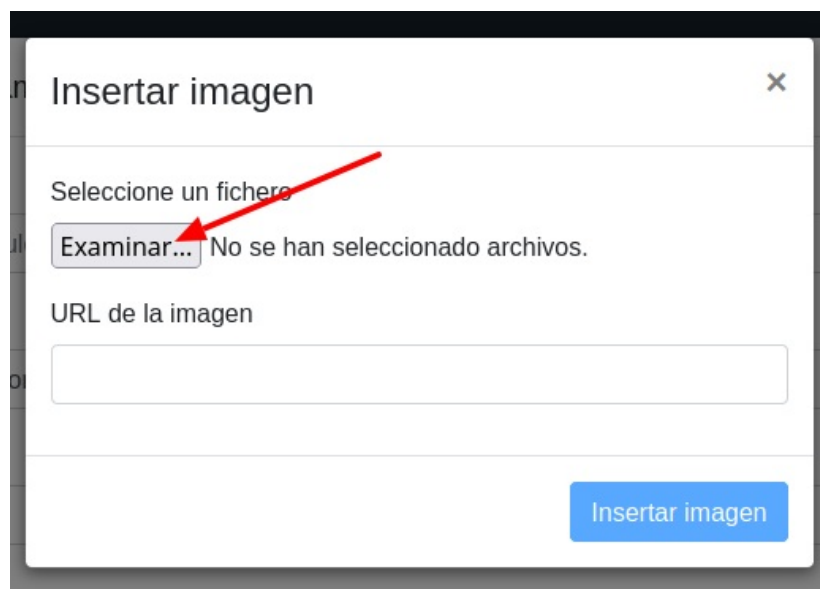 Insertar imagen
×
Seleccione un fichero
Examinar... No se han seleccionado archivos.
URL de la imagen
Insertar imagen